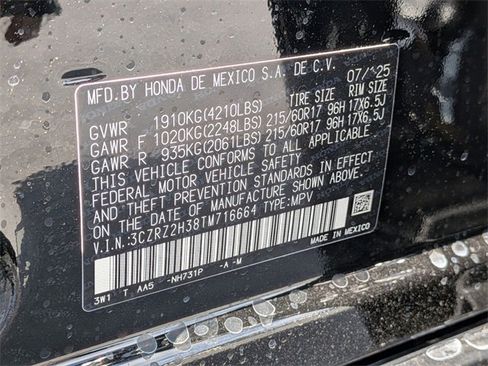 MFD.BY HONDA DE MEXICO S.A. DE C.V. 07/25
TIRE SIZE RIM SIZE
GVWR 1910KG(4210LBS)
GAWR F 1020KG(2248LBS) 215/60R17 96H 17X6.5J
GAWR R 935KG(2061LBS) 215/60R17 96H 17X6.5J
THIS VEHICLE CONFORMS TO ALL APPLICABLE
FEDERAL MOTOR VEHICLE SAFETY
AND THEFT PREVENTION STANDARDS IN EFFECT
ON THE DATE OF MANUFACTURE SHOWN ABOVE.
V.I.N.:3CZRZ2H38TM716664 TYPE:MPV
MADE IN MEXICO
3W1 T AA5 -NH731P -A -M